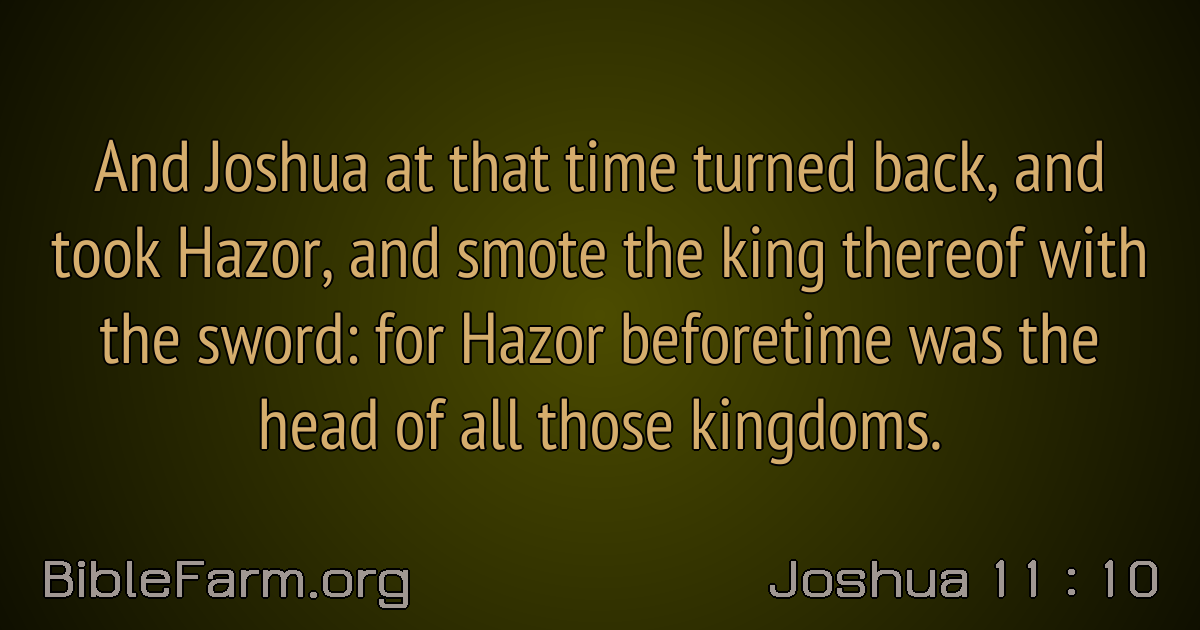 And Joshua at that time turned back, and
took Hazor, and smote the king thereof with
the sword: for Hazor beforetime was the
head of all those kingdoms.
BibleFarm.org
Joshua 11 : 10